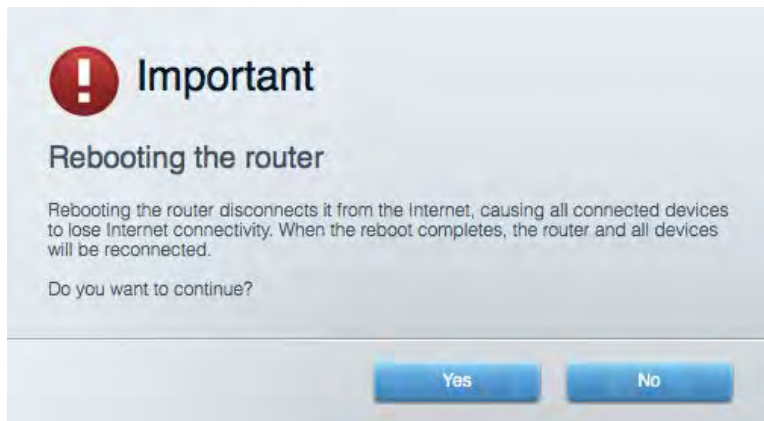 Important
Rebooting the router
Rebooting the router disconnects it from the Internet, causing all connected devices
to lose Internet connectivity. When the reboot completes, the router and all devices
will be reconnected.
Do you want to continue?
Yes
No